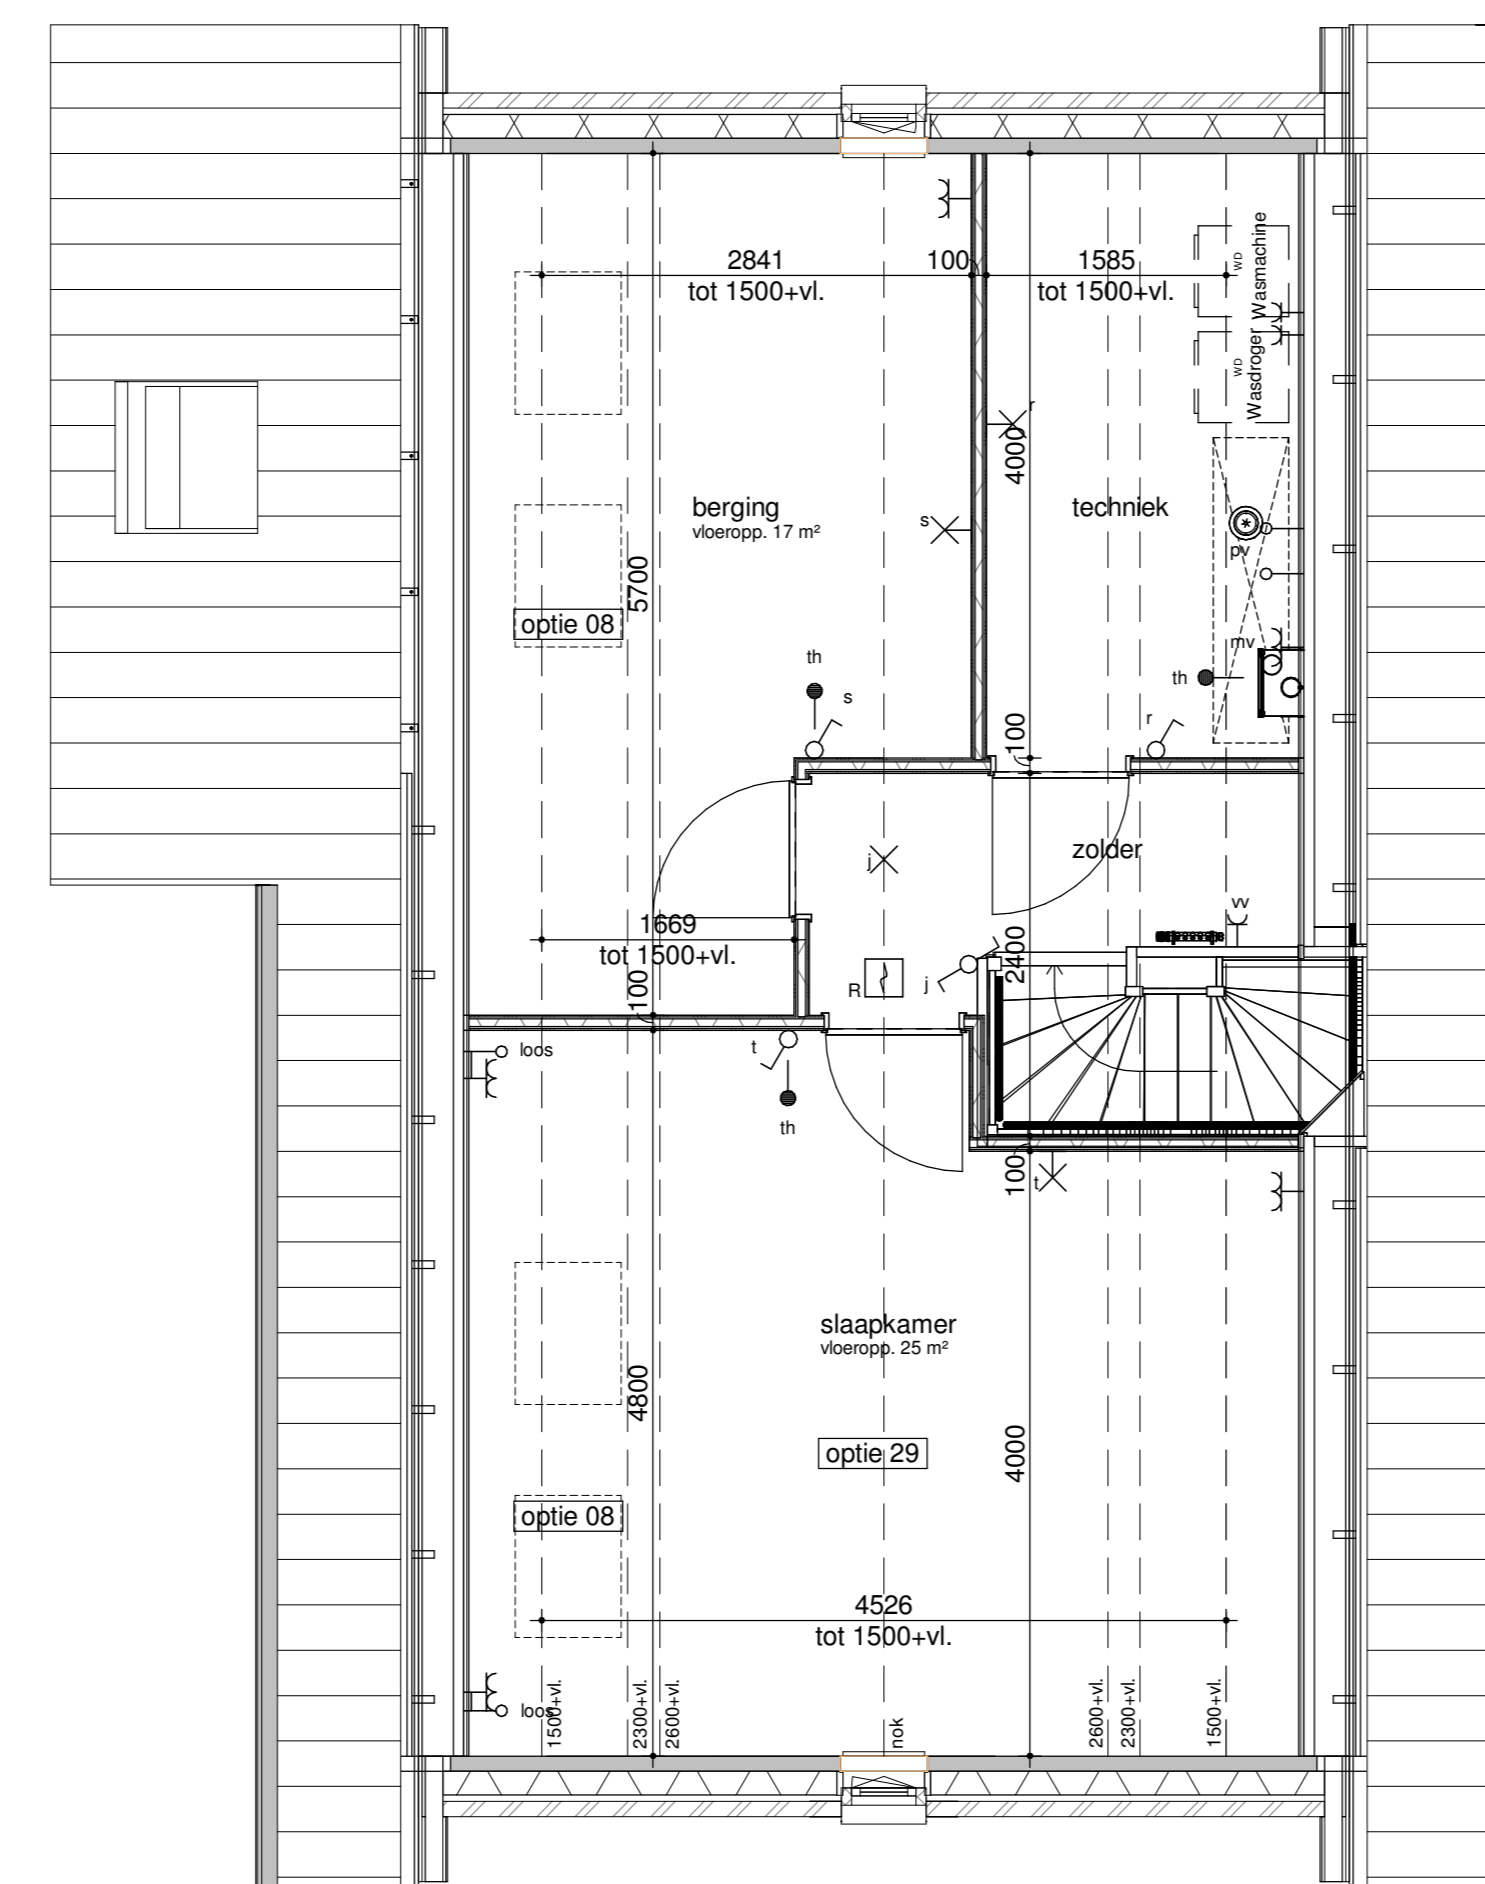 2841
tot 1500+vl.
100
1585
tot 1500+vl.
WD
Wasmachine
WD
Wasdroger
r
4000
berging
vloeropp. 17 m²
s
techniek
pv
5700
optie 08
mv
th
th
s
r
100
j
zolder
vv
1669
tot 1500+vl.
100
2400
R
j
loos
t
th
100
t
slaapkamer
vloeropp. 25 m²
4800
4000
optie 29
optie 08
4526
tot 1500+vl.
loos
1500+vl.
2300+vl.
2600+vl.
nok
2600+vl.
2300+vl.
1500+vl.